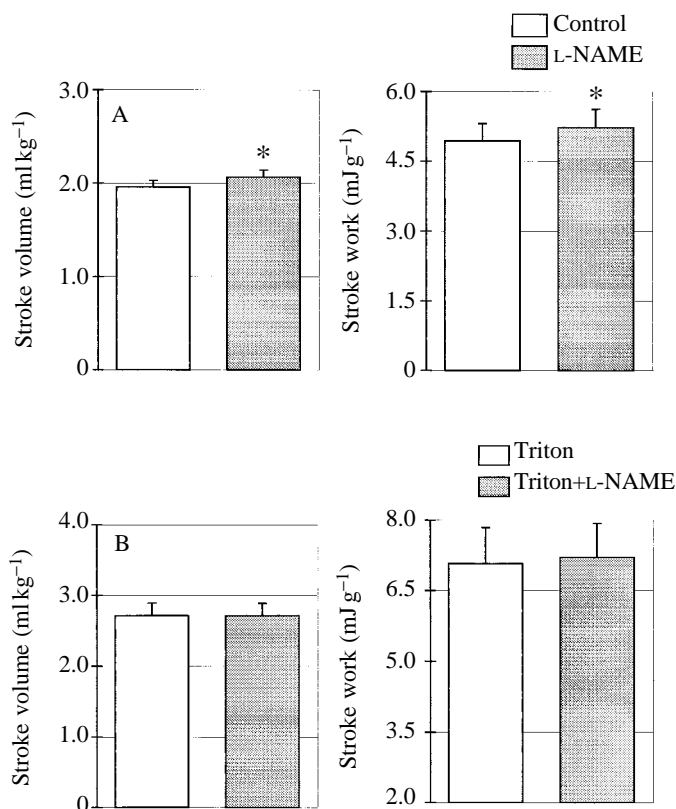 Control
L-NAME
A
Stroke volume (ml kg⁻¹)
3.0
2.0
1.0
0
*
Stroke work (mJ g⁻¹)
6.0
4.5
3.0
1.5
0
*
Triton
Triton+L-NAME
B
Stroke volume (ml kg⁻¹)
4.0
3.0
2.0
1.0
0
Stroke work (mJ g⁻¹)
8.0
6.5
5.0
3.5
2.0